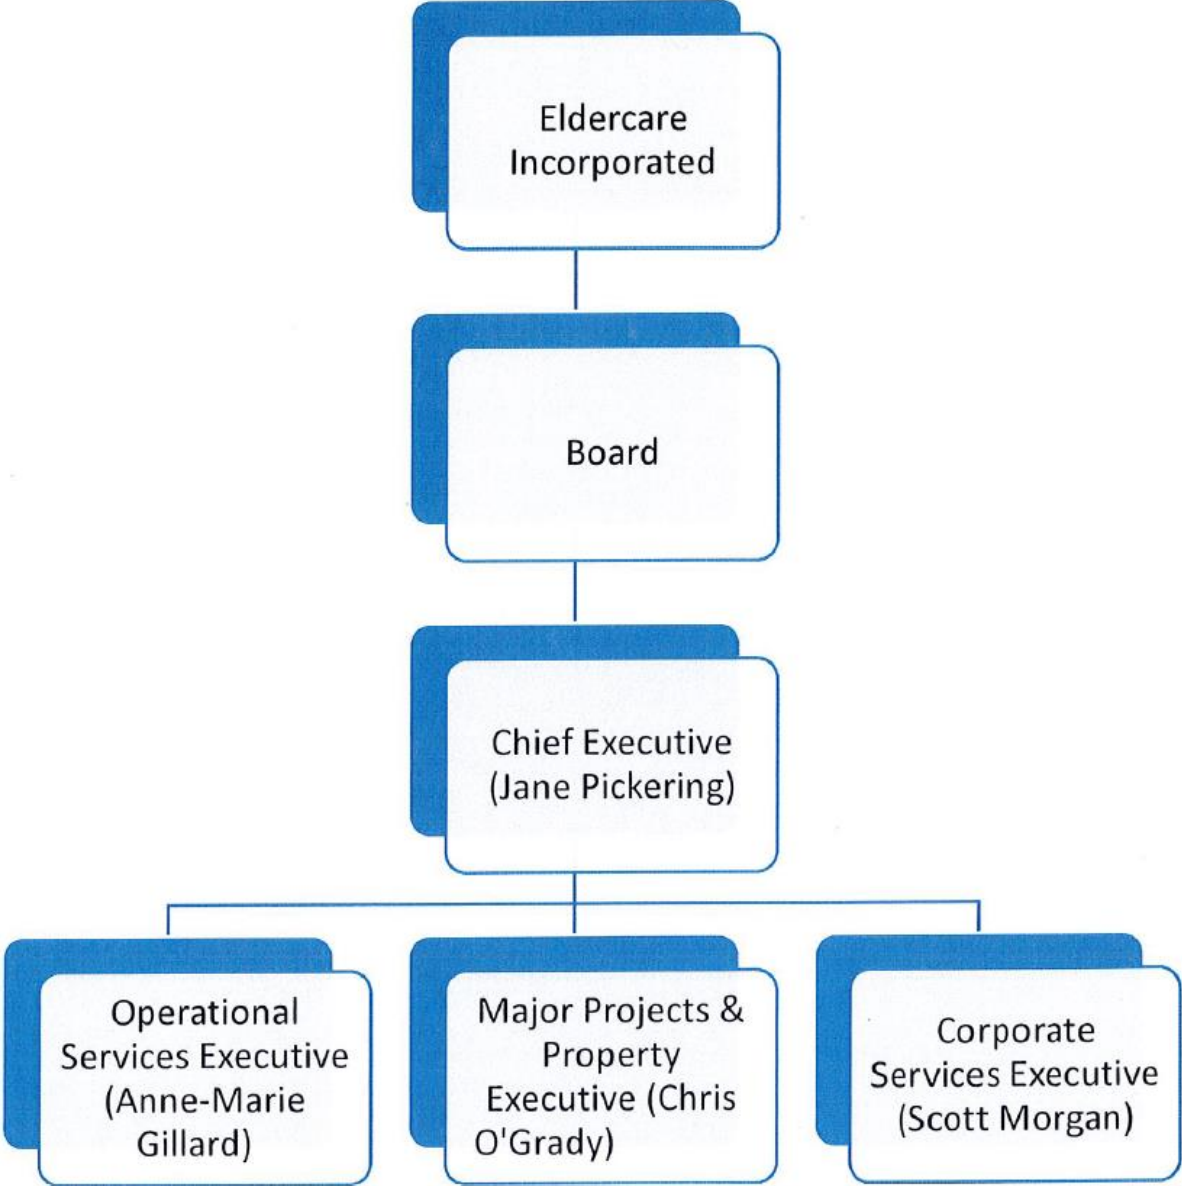 Eldercare
Incorporated
Board
Chief Executive
(Jane Pickering)
Operational
Services Executive
(Anne-Marie
Gillard)
Major Projects &
Property
Executive (Chris
O'Grady)
Corporate
Services Executive
(Scott Morgan)